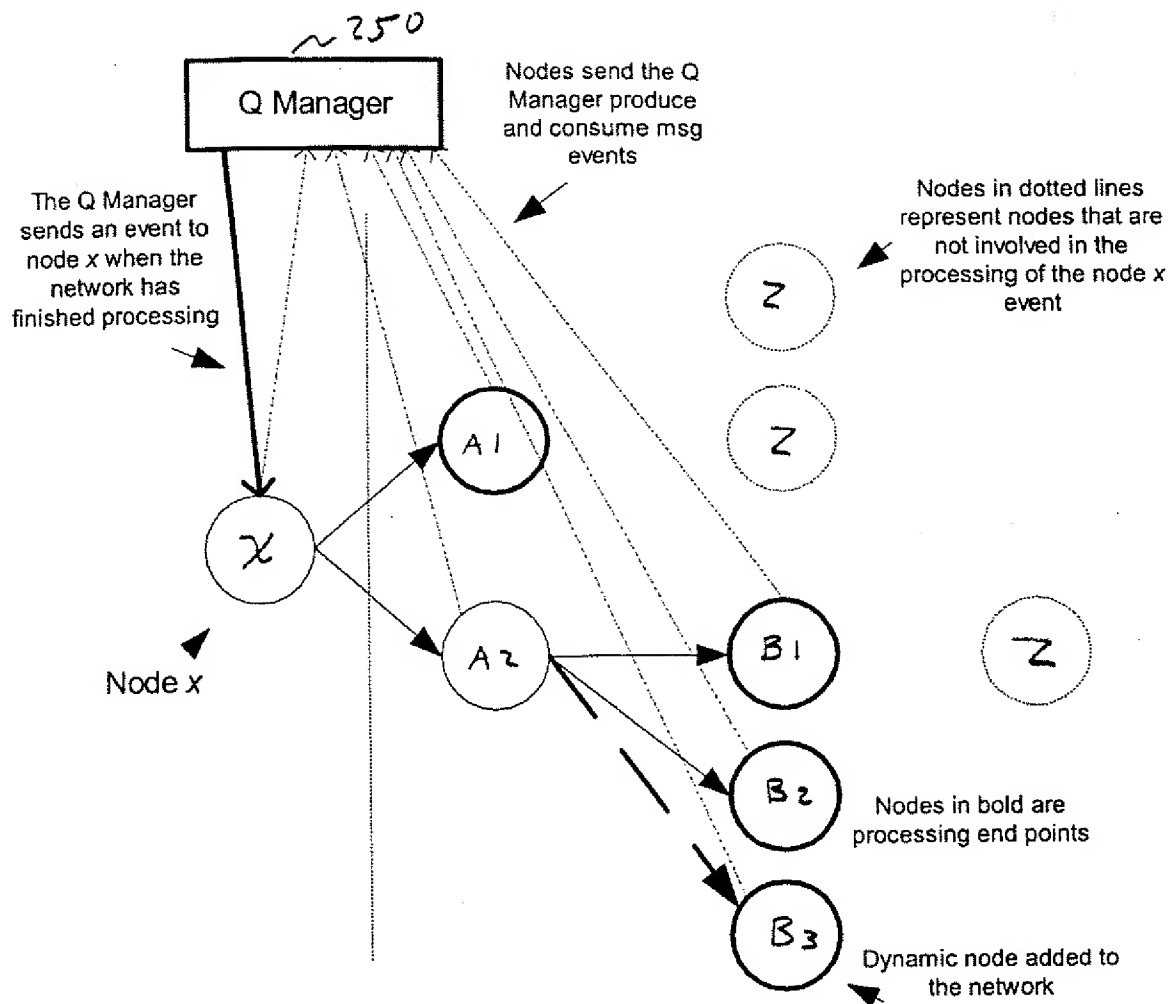 ~250
Q Manager
Nodes send the Q
Manager produce
and consume msg
events
The Q Manager
sends an event to
node x when the
network has
finished processing
Nodes in dotted lines
represent nodes that are
not involved in the
processing of the node x
event
Z
A1
Z
x
Node x
A2
B1
Z
B2
Nodes in bold are
processing end points
B3
Dynamic node added to
the network